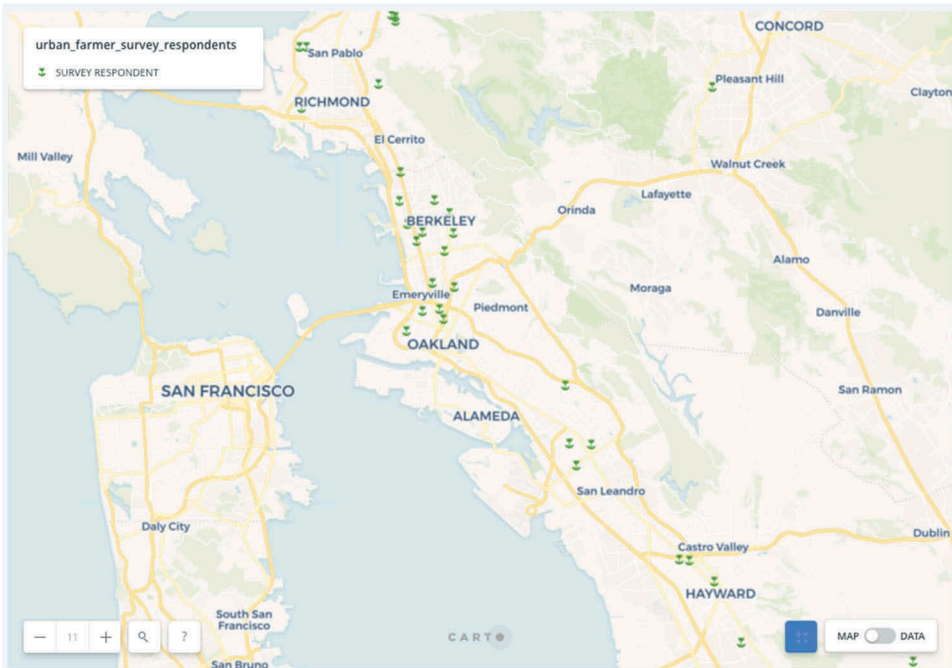 urban_farmer_survey_respondents
SURVEY RESPONDENT
CONCORD
San Pablo
Pleasant Hill
Clayton
RICHMOND
El Cerrito
Mill Valley
Walnut Creek
Lafayette
Orinda
BERKELEY
Alamo
Moraga
Emeryville
Piedmont
Danville
OAKLAND
SAN FRANCISCO
San Ramon
ALAMEDA
San Leandro
Daly City
Dublin
Castro Valley
HAYWARD
South San
Francisco
11
?
CARTO
MAP
DATA
San Bruno